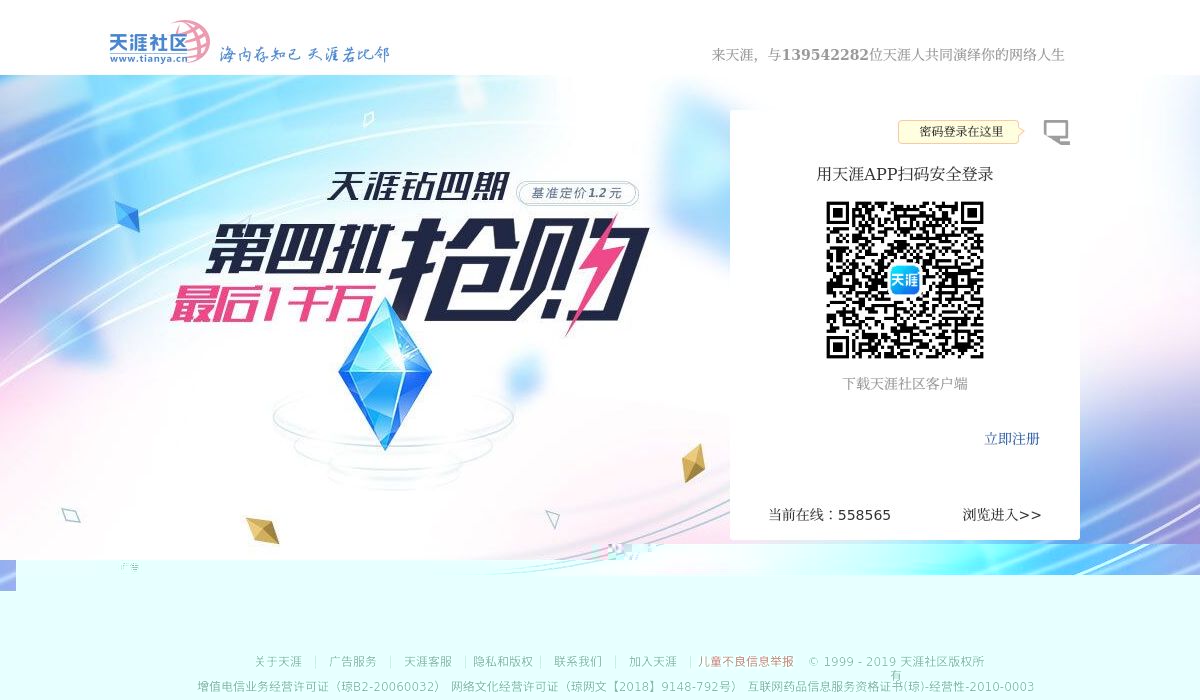 天涯社区
www.tianya.cn
海内存知己 天涯若比邻
来天涯，与139542282位天涯人共同演绎你的网络人生
密码登录在这里
用天涯APP扫码安全登录
天涯钻四期 基准定价1.2元
第四批抢购
最后1千万
天涯
下载天涯社区客户端
立即注册
当前在线：558565 浏览进入>>
广告
关于天涯 | 广告服务 | 天涯客服 | 隐私和版权 | 联系我们 | 加入天涯 | 儿童不良信息举报 © 1999 - 2019 天涯社区版权所
有
增值电信业务经营许可证（琼B2-20060032） 网络文化经营许可证（琼网文【2018】9148-792号） 互联网药品信息服务资格证书(琼)-经营性-2010-0003